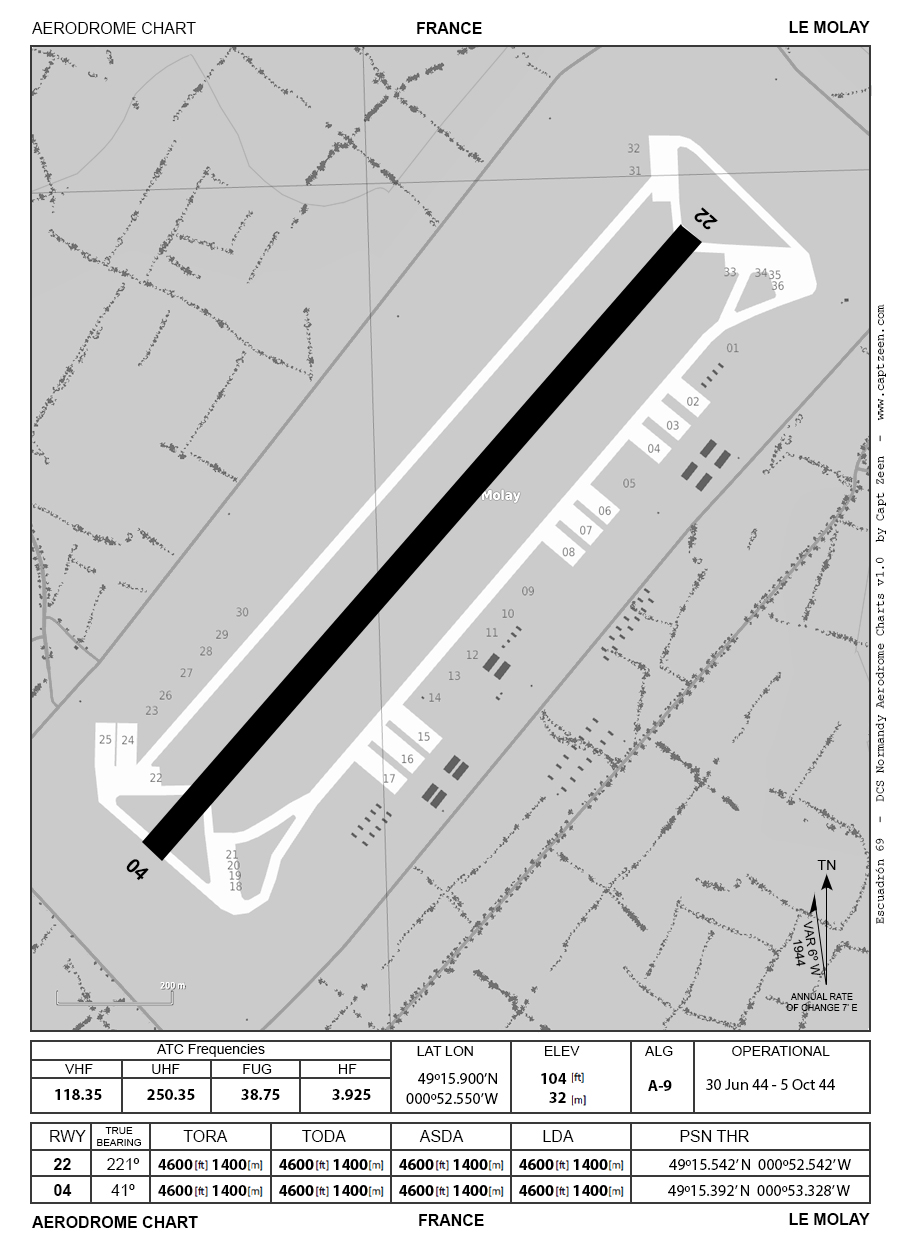 AERODROME CHART FRANCE LE MOLAY
32
31
22
33 34 35
36
01
02
03
04
05
Molay
06
07
08
09
30
10
29
11
28
12
27
13
26
14
23
15
25 24
16
22
17
21
20
19
18
04
TN
VAR 6º W
1944
200 m
ANNUAL RATE
OF CHANGE 7' E
Escuadrón 69 - DCS Normandy Aerodrome Charts v1.0 by Capt Zeen - www.captzeen.com
ATC Frequencies LAT LON ELEV ALG OPERATIONAL
VHF UHF FUG HF
118.35 250.35 38.75 3.925
49º15.900'N
000º52.550'W
104 [ft]
32 [m]
A-9
30 Jun 44 - 5 Oct 44
RWY TRUE BEARING TORA TODA ASDA LDA PSN THR
22 221º 4600 [ft] 1400 [m] 4600 [ft] 1400 [m] 4600 [ft] 1400 [m] 4600 [ft] 1400 [m] 49º15.542'N 000º52.542'W
04 41º 4600 [ft] 1400 [m] 4600 [ft] 1400 [m] 4600 [ft] 1400 [m] 4600 [ft] 1400 [m] 49º15.392'N 000º53.328'W
AERODROME CHART FRANCE LE MOLAY